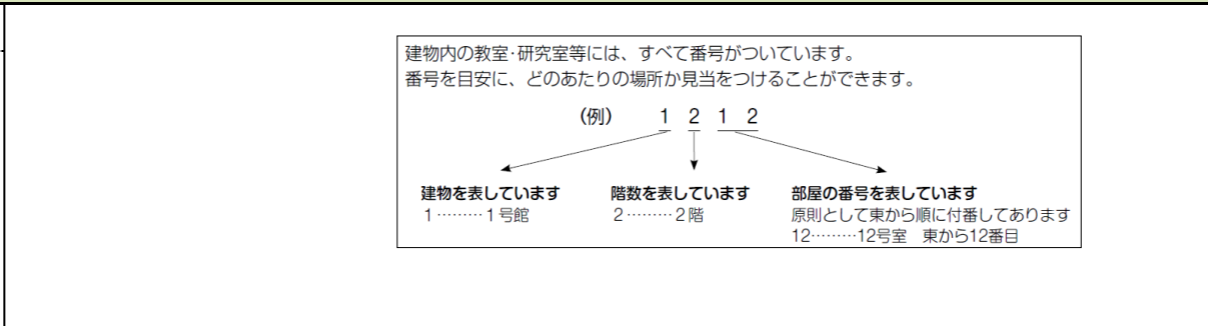 建物内の教室・研究室等には、すべて番号がついています。
番号を目安に、どのあたりの場所か見当をつけることができます。
（例） 1 2 1 2
建物を表しています
1………1号館
階数を表しています
2………2階
部屋の番号を表しています
原則として東から順に付番してあります
12………12号室 東から12番目